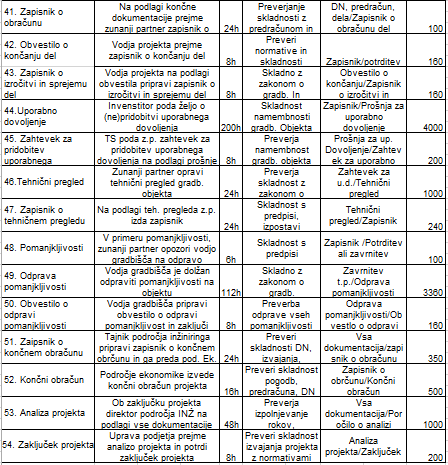 41. Zapisnik o obračunu del
Na podlagi končne dokumentacije prejme zunanji partner zapisnik o
24h
Preverjanje skladnosti z predračunom in
DN, predračun, dela/Zapisnik o obračunu del
100
42. Obvestilo o končanju del
Vodja projekta prejme zapisnik o končanju del
8h
Preveri normative in skladnosti
Zapisnik/potrditev
160
43. Zapisnik o izročitvi in sprejemu del
Vodja projekta na podlagi obvestila pripravi zapisnik o izročitvi in sprejemu del
8h
Skladno z zakonom o gradb. In
Obvestilo o končanju/Zapisnik o izročitvi in
160
44.Uporabno dovoljenje
Invenstitor poda željo o (ne)pridobitvi uporabnega dovoljenja
200h
Skladnost namembnosti gradb. Objekta
Zapisnik/Prošnja za uporabno dovoljenje
4000
45. Zahtevek za pridobitev uporabnega
TS poda z.p. zahtevek za pridobitev uporabnega dovoljenja na podlagi prošnje
8h
Preverja namembnost gradb. objekta
Prošnja za up. Dovoljenje/Zahtev ek za uporabno
200
46.Tehnični pregled
Zunanji partner opravi tehnični pregled gradb. objekta
24h
Preverja skladnost z zakonom o
Zahtevek za u.d./Tehnični pregled
1000
47. Zapisnik o tehničnem pregledu
Na podlagi teh. pregleda z.p. izda zapisnik
24h
Skladnost s predpisi, izpostavi
Tehnični pregled/Zapisnik
240
48. Pomanjkljivosti
V primeru pomanjkljivosti, zunanji partner opozori vodjo gradbišča na odpravo
6h
Skladnost s predpisi
Zapisnik /Potrditev ali zavrnitev
100
49. Odprava pomanjkljivosti
Vodja gradbišča je dolžan odpraviti pomanjkljivosti na objektu
112h
Skladno z zakonom o gradb.
Zavrnitev t.p./Odprava pomanjkljivosti
3360
50. Obvestilo o odpravi pomanjkljivosti
Vodja gradbišča pripravi obvestilo o odpravi pomanjkljivost in zaključi
8h
Preverba odprave vseh pomanjkljivosti
Odprava pomanjkljivosti/Ob vestilo o odpravi
160
51. Zaipsnik o končnem obračunu
Tajnik področja inžiniringa pripravi zapisnik o končnem obrčunu in ga preda pod. Ek.
24h
Preveri skladnosti DN, izvajanja,
Vsa dokumentacija/zapi snik o obračunu
350
52. Končni obračun
Področje ekonomike izvede končni obračun projekta
16h
Preveri skladnost pogodb, predračuna, DN
Zapisnik o obrčunu/Končni obračun
500
53. Analiza projekta
Ob zaključku projekta direktor področja INŽ na podlagi vse dokumentacije
48h
Preverja izpolnjevanje rokov,
Vsa dokumentacija/Por očilo o analizi
1000
54. Zaključek projekta
Uprava podjetja prejme analizo projekta in potrdi zaključek projekta
8h
Preveri skladnost izvajanja projekta z normativami
Analiza projekta/Zaključek
200